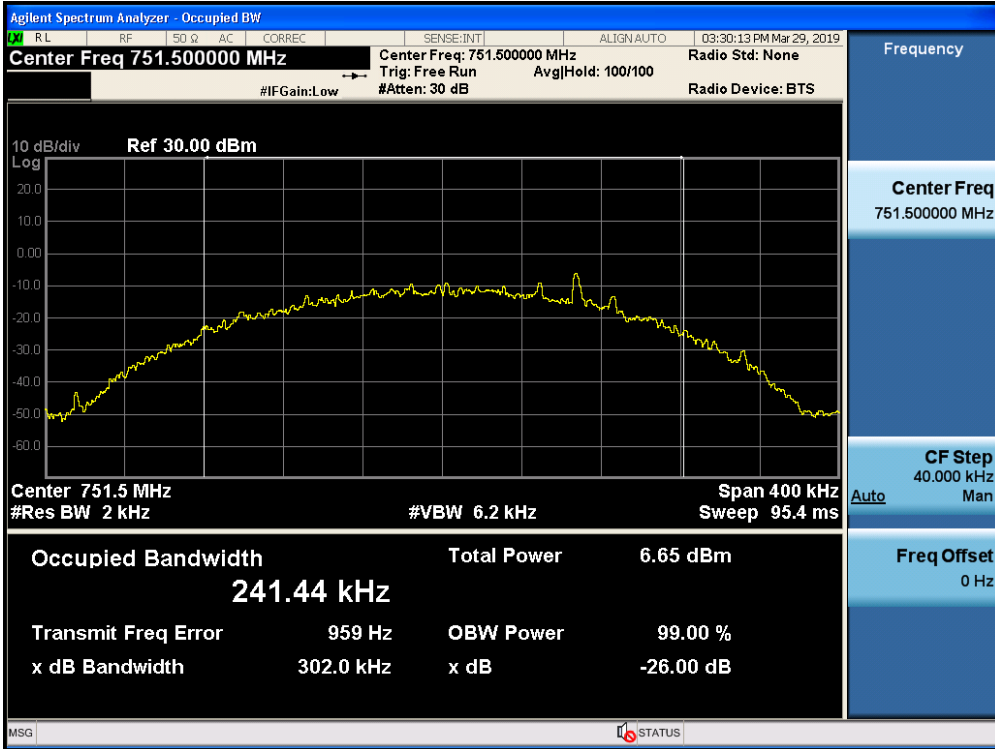 Agilent Spectrum Analyzer - Occupied BW
LXI RL RF 50 Ω AC CORREC SENSE:INT ALIGN AUTO 03:30:13 PM Mar 29, 2019
Center Freq 751.500000 MHz
Center Freq: 751.500000 MHz Radio Std: None
Trig: Free Run Avg|Hold: 100/100
#IFGain:Low #Atten: 30 dB Radio Device: BTS
10 dB/div Ref 30.00 dBm
Log
20.0
10.0
0.00
-10.0
-20.0
-30.0
-40.0
-50.0
-60.0
Center 751.5 MHz Span 400 kHz
#Res BW 2 kHz #VBW 6.2 kHz Sweep 95.4 ms
Occupied Bandwidth Total Power 6.65 dBm
241.44 kHz
Transmit Freq Error 959 Hz OBW Power 99.00 %
x dB Bandwidth 302.0 kHz x dB -26.00 dB
MSG STATUS
Frequency
Center Freq
751.500000 MHz
CF Step
40.000 kHz
Auto Man
Freq Offset
0 Hz